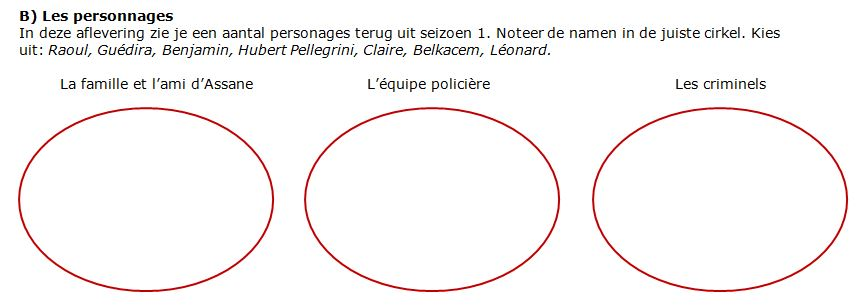 B) Les personnages
In deze aflevering zie je een aantal personages terug uit seizoen 1. Noteer de namen in de juiste cirkel. Kies
uit: Raoul, Guédira, Benjamin, Hubert Pellegrini, Claire, Belkacem, Léonard.
La famille et l’ami d’Assane
L’équipe policière
Les criminels